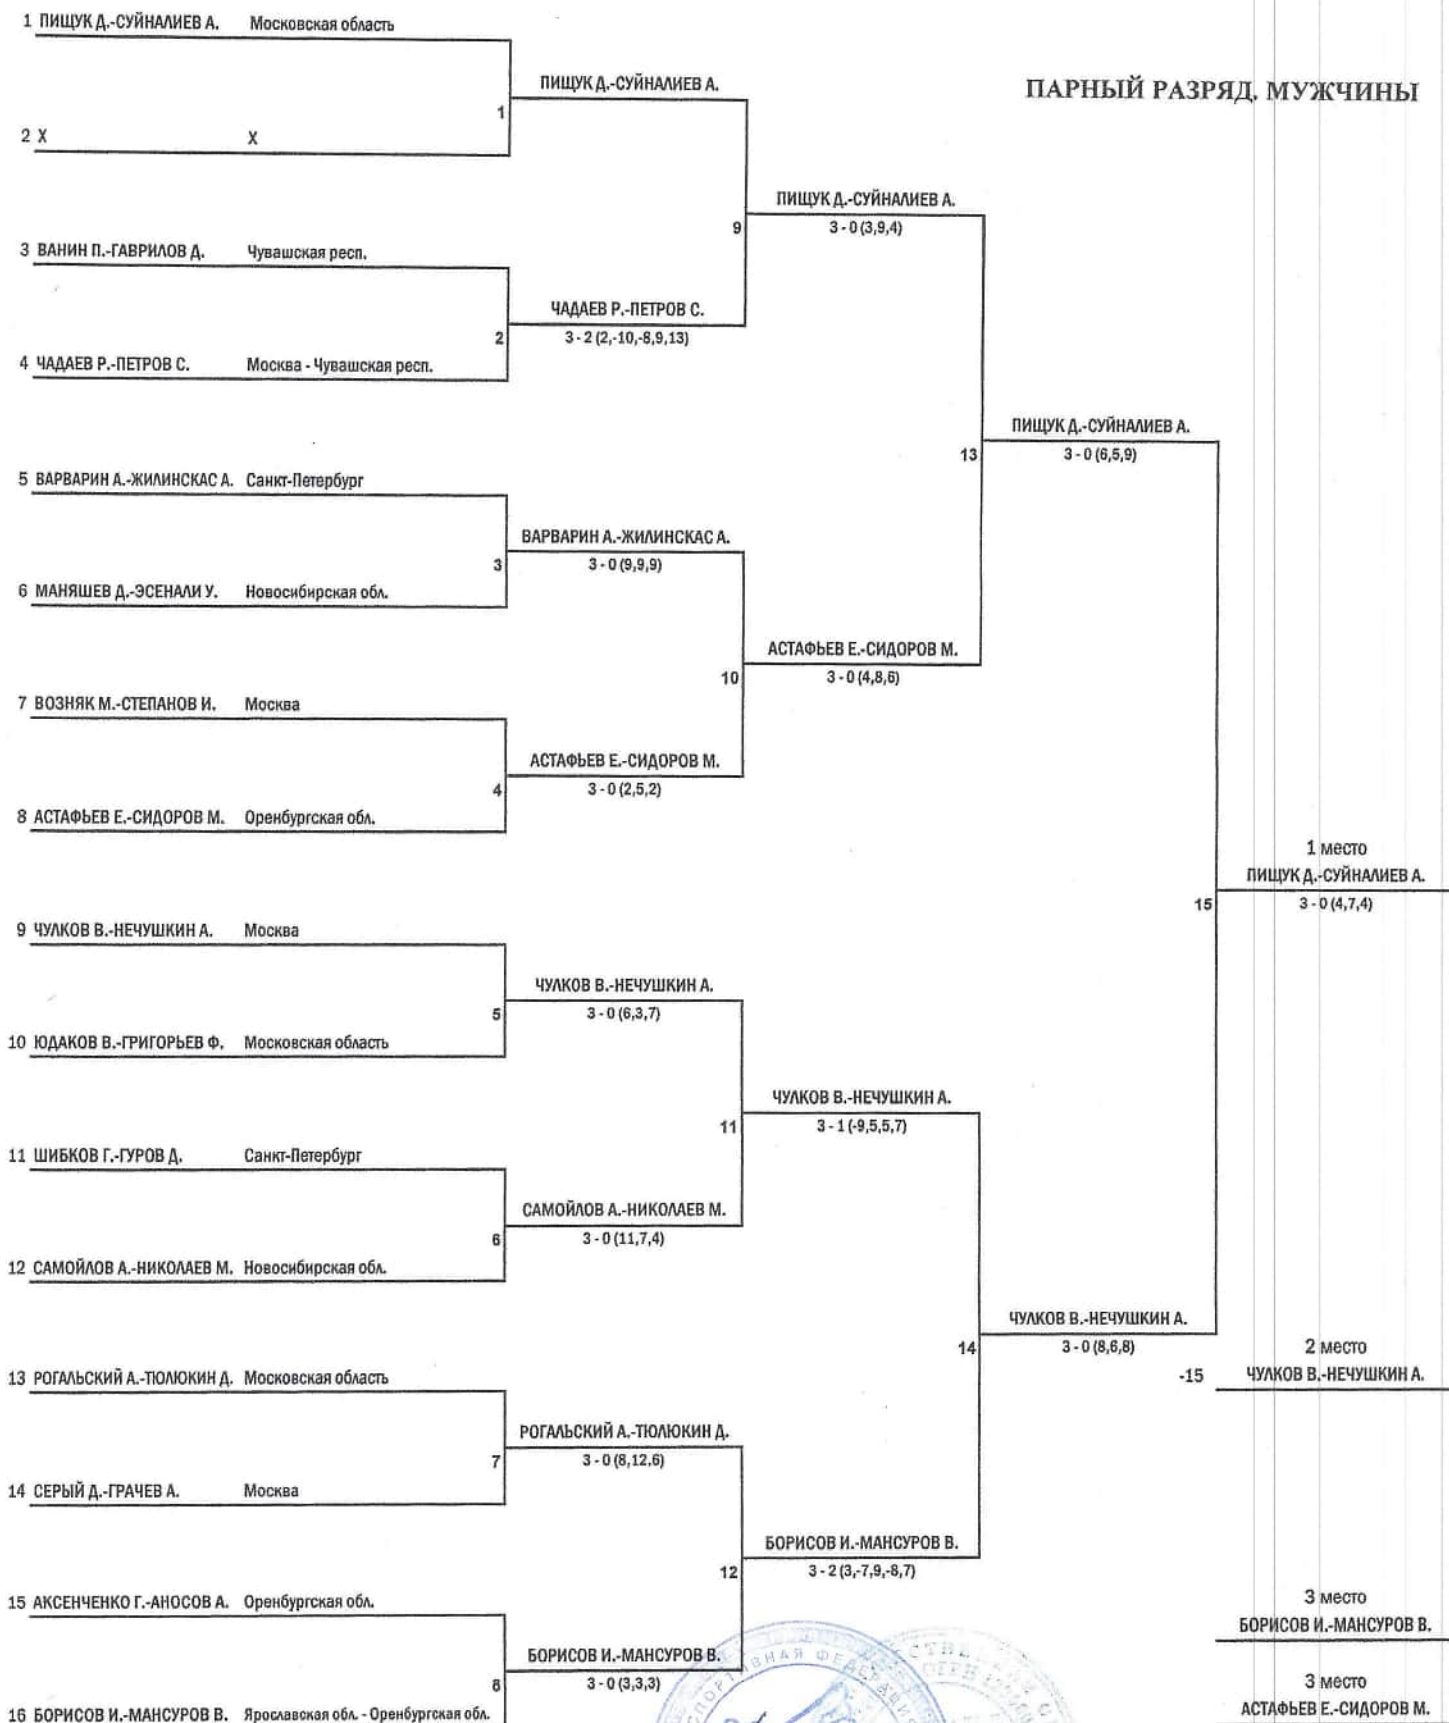 ПАРНЫЙ РАЗРЯД. МУЖЧИНЫ
1 ПИЩУК Д.-СУЙНАЛИЕВ А. Московская область
ПИЩУК Д.-СУЙНАЛИЕВ А.
1
2 X X
ПИЩУК Д.-СУЙНАЛИЕВ А.
9
3 - 0 (3,9,4)
3 ВАНИН П.-ГАВРИЛОВ Д. Чувашская респ.
ЧАДАЕВ Р.-ПЕТРОВ С.
2
3 - 2 (2,-10,-8,9,13)
4 ЧАДАЕВ Р.-ПЕТРОВ С. Москва - Чувашская респ.
ПИЩУК Д.-СУЙНАЛИЕВ А.
13
3 - 0 (6,5,9)
5 ВАРВАРИН А.-ЖИЛИНСКАС А. Санкт-Петербург
ВАРВАРИН А.-ЖИЛИНСКАС А.
3
3 - 0 (9,9,9)
6 МАНЯШЕВ Д.-ЭСЕНАЛИ У. Новосибирская обл.
АСТАФЬЕВ Е.-СИДОРОВ М.
10
3 - 0 (4,8,6)
7 ВОЗНЯК М.-СТЕПАНОВ И. Москва
АСТАФЬЕВ Е.-СИДОРОВ М.
4
3 - 0 (2,5,2)
8 АСТАФЬЕВ Е.-СИДОРОВ М. Оренбургская обл.
1 место
ПИЩУК Д.-СУЙНАЛИЕВ А.
15
3 - 0 (4,7,4)
9 ЧУЛКОВ В.-НЕЧУШКИН А. Москва
ЧУЛКОВ В.-НЕЧУШКИН А.
5
3 - 0 (6,3,7)
10 ЮДАКОВ В.-ГРИГОРЬЕВ Ф. Московская область
ЧУЛКОВ В.-НЕЧУШКИН А.
11
3 - 1 (-9,5,5,7)
11 ШИБКОВ Г.-ГУРОВ Д. Санкт-Петербург
САМОЙЛОВ А.-НИКОЛАЕВ М.
6
3 - 0 (11,7,4)
12 САМОЙЛОВ А.-НИКОЛАЕВ М. Новосибирская обл.
ЧУЛКОВ В.-НЕЧУШКИН А.
14
3 - 0 (8,6,8)
2 место
-15 ЧУЛКОВ В.-НЕЧУШКИН А.
13 РОГАЛЬСКИЙ А.-ТЮЛЮКИН Д. Московская область
РОГАЛЬСКИЙ А.-ТЮЛЮКИН Д.
7
3 - 0 (8,12,6)
14 СЕРЫЙ Д.-ГРАЧЕВ А. Москва
БОРИСОВ И.-МАНСУРОВ В.
12
3 - 2 (3,-7,9,-8,7)
15 АКСЕНЧЕНКО Г.-АНОСОВ А. Оренбургская обл.
3 место
БОРИСОВ И.-МАНСУРОВ В.
БОРИСОВ И.-МАНСУРОВ В.
8
3 - 0 (3,3,3)
3 место
АСТАФЬЕВ Е.-СИДОРОВ М.
16 БОРИСОВ И.-МАНСУРОВ В. Ярославская обл. - Оренбургская обл.